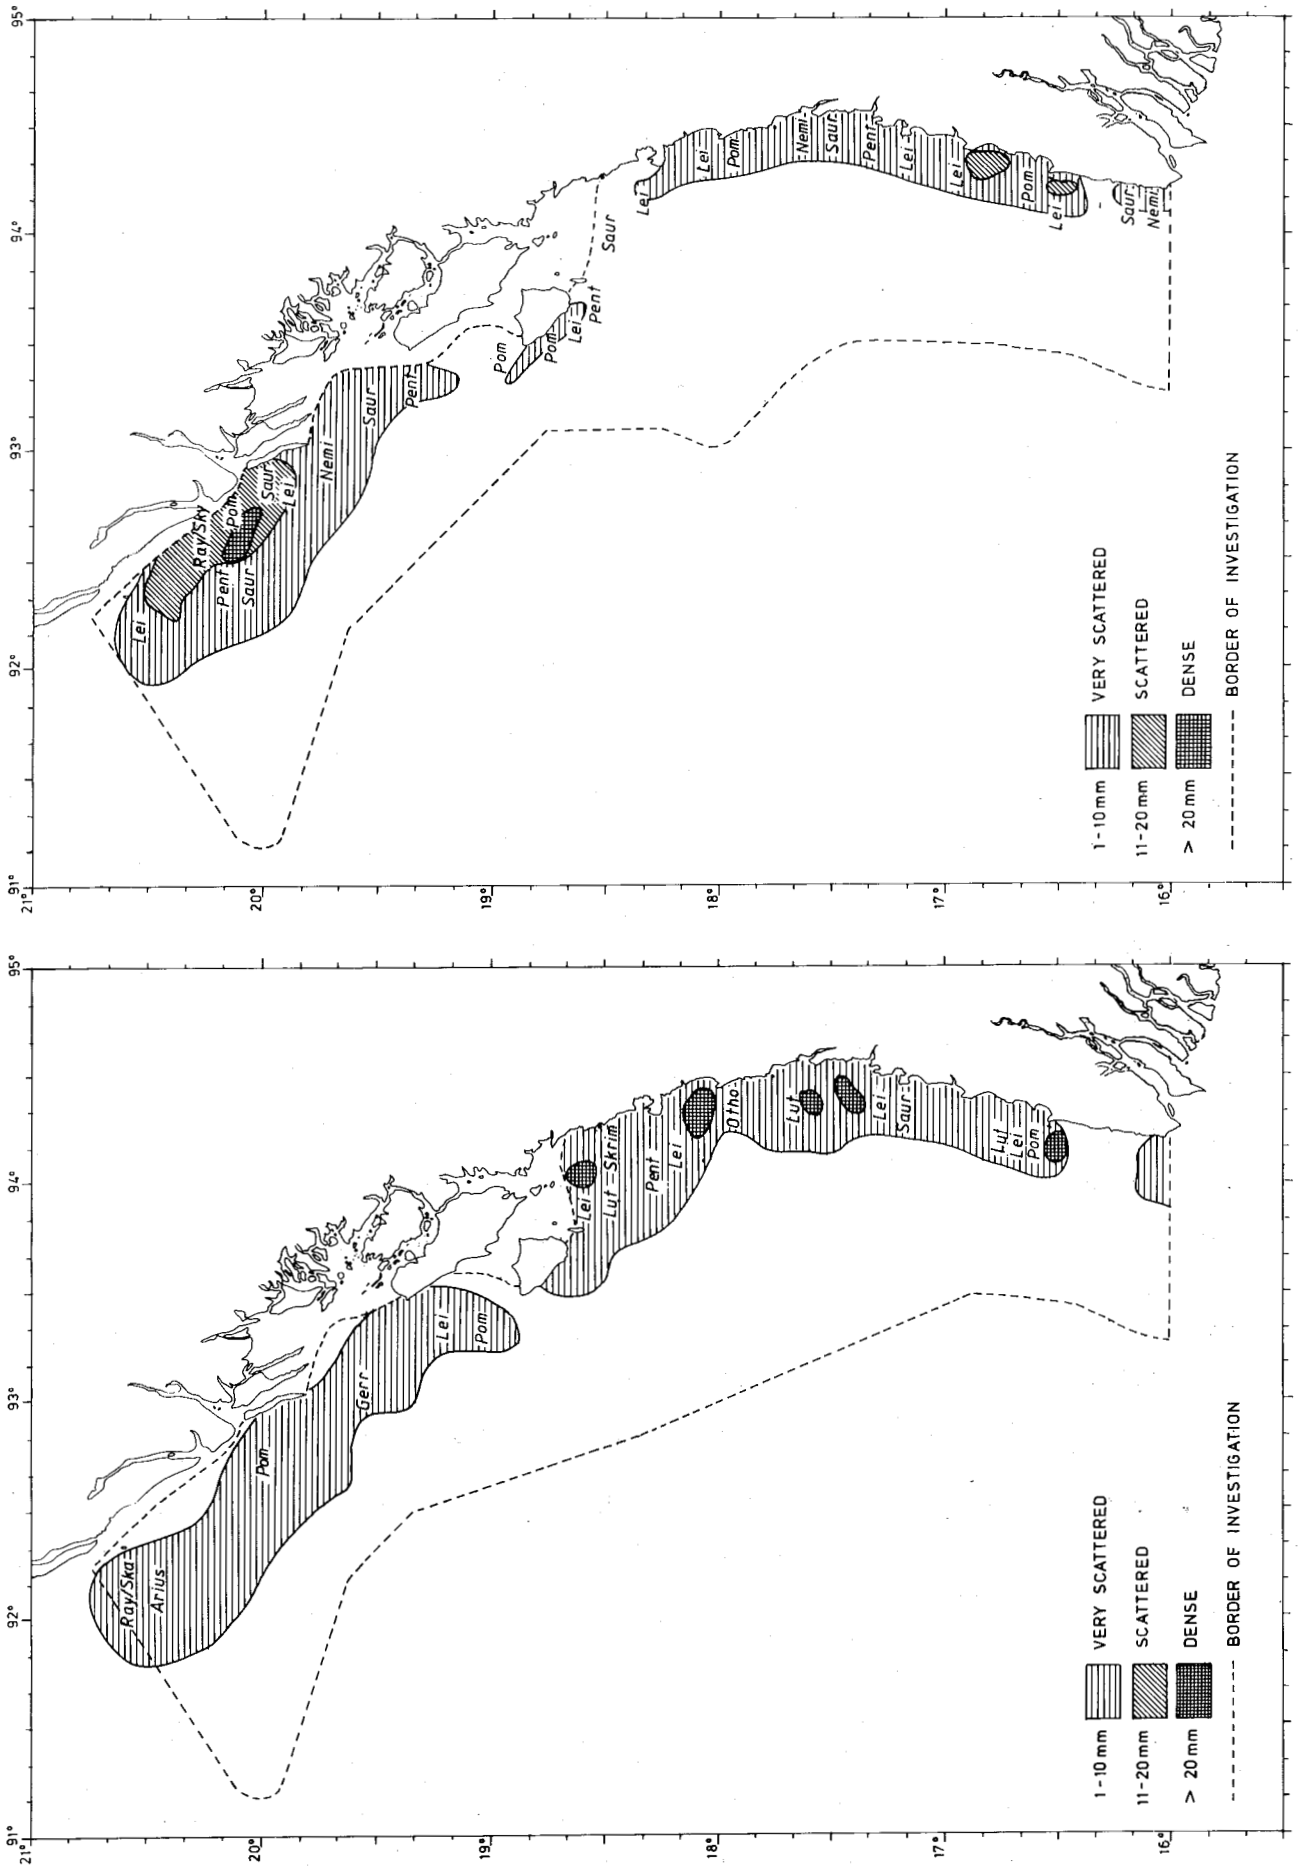 21°
20°
19°
18°
17°
16°
95°
94°
93°
92°
91°
Ray/Ska
Arius
Pom
Gerr
Lei
Pom
Lei
Lut Skrim
Pent
Lei
Otho
Lut
Lei
Saur
Lut
Lei
Pom
1-10 mm VERY SCATTERED
11-20 mm SCATTERED
> 20 mm DENSE
BORDER OF INVESTIGATION
21°
20°
19°
18°
17°
16°
95°
94°
93°
92°
91°
Lei
Ray/Sky
Pom
Saur
Pent
Saur
Lei
Nemi
Saur
Pent
Pom
Pom
Lei
Pent
Saur
Lei
Lei
Pom
Nemi
Saur
Pent
Lei
Lei
Pom
Lei
Saur
Nemi
1-10 mm VERY SCATTERED
11-20 mm SCATTERED
> 20 mm DENSE
BORDER OF INVESTIGATION